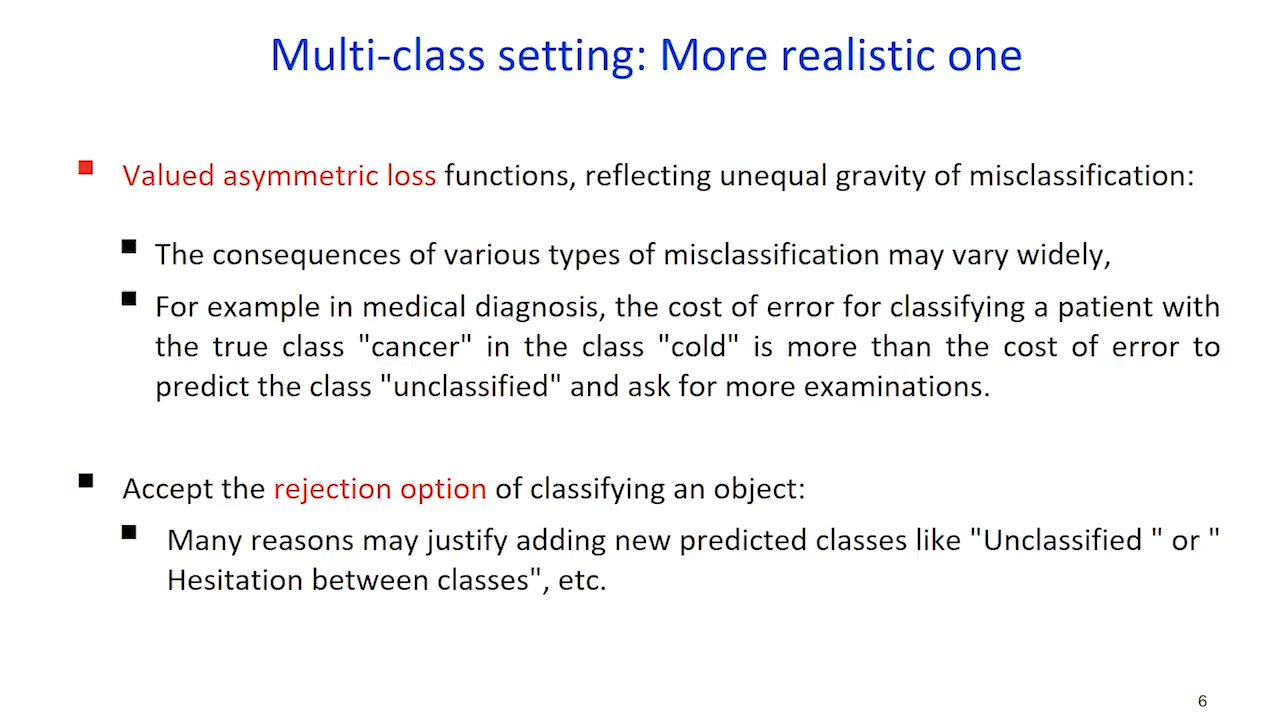 Multi-class setting: More realistic one
Valued asymmetric loss functions, reflecting unequal gravity of misclassification:
The consequences of various types of misclassification may vary widely,
For example in medical diagnosis, the cost of error for classifying a patient with
the true class "cancer" in the class "cold" is more than the cost of error to
predict the class "unclassified" and ask for more examinations.
Accept the rejection option of classifying an object:
Many reasons may justify adding new predicted classes like "Unclassified " or "
Hesitation between classes", etc.
6